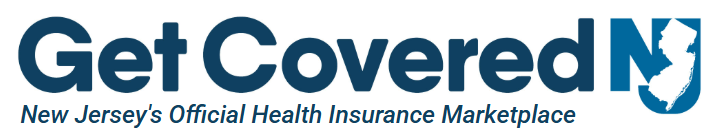 Get Covered NJ
New Jersey's Official Health Insurance Marketplace